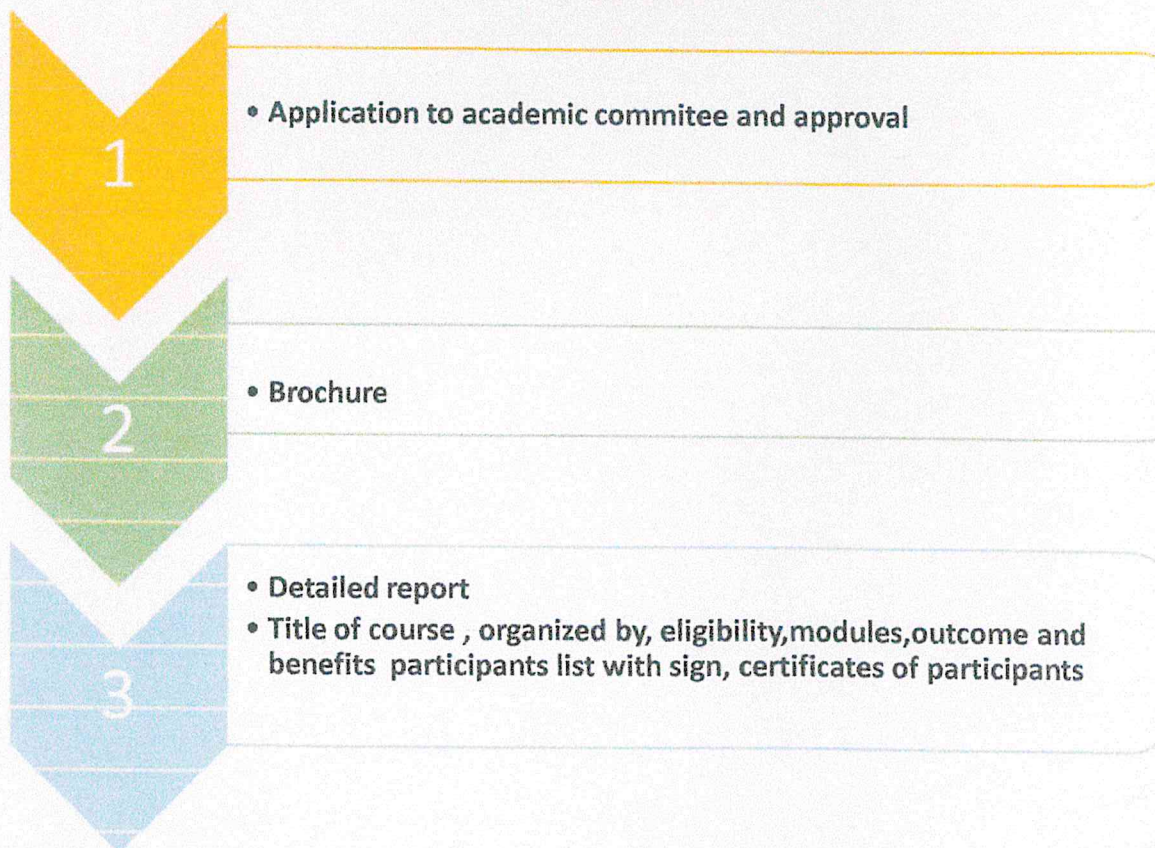 1
• Application to academic commitee and approval
2
• Brochure
3
• Detailed report
• Title of course , organized by, eligibility,modules,outcome and
benefits participants list with sign, certificates of participants